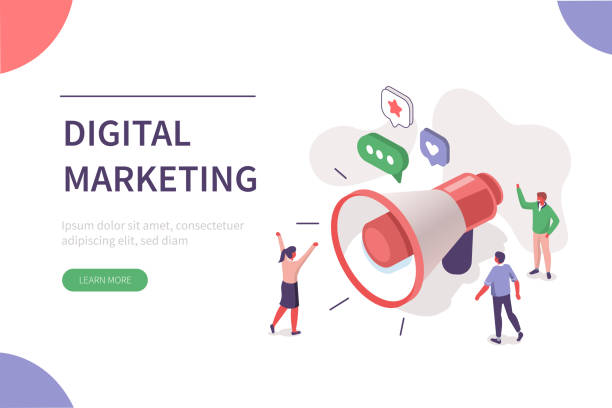 DIGITAL
MARKETING
Ipsum dolor sit amet, consectetuer
adipiscing elit, sed diam
LEARN MORE